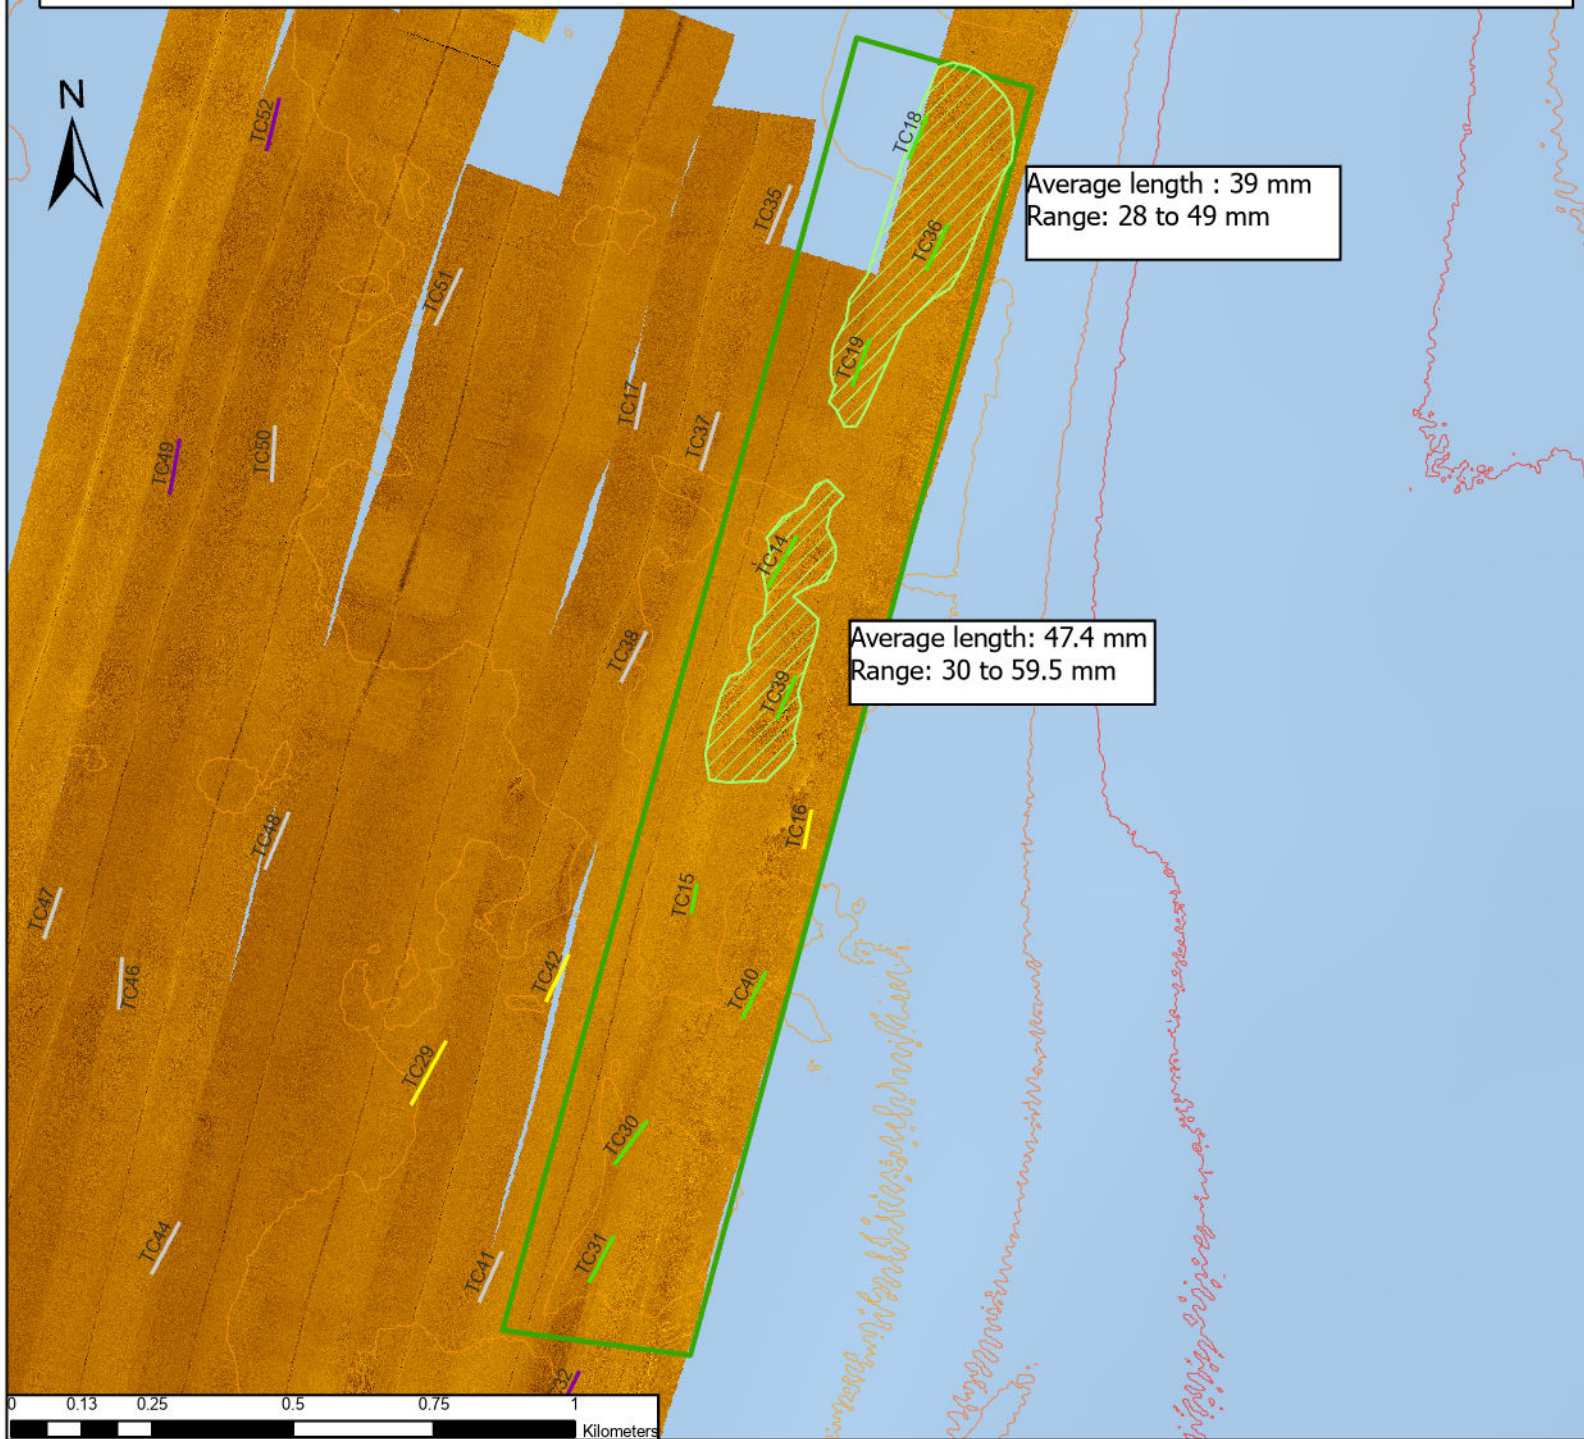 N
TC52
TC18
Average length : 39 mm
Range: 28 to 49 mm
TC35
TC36
TC51
TC19
TC17
TC37
TC50
TC49
TC14
Average length: 47.4 mm
Range: 30 to 59.5 mm
TC38
TC39
TC16
TC48
TC15
TC47
TC46
TC42
TC40
TC29
TC30
TC44
TC31
TC41
32
0 0.13 0.25 0.5 0.75 1
Kilometers